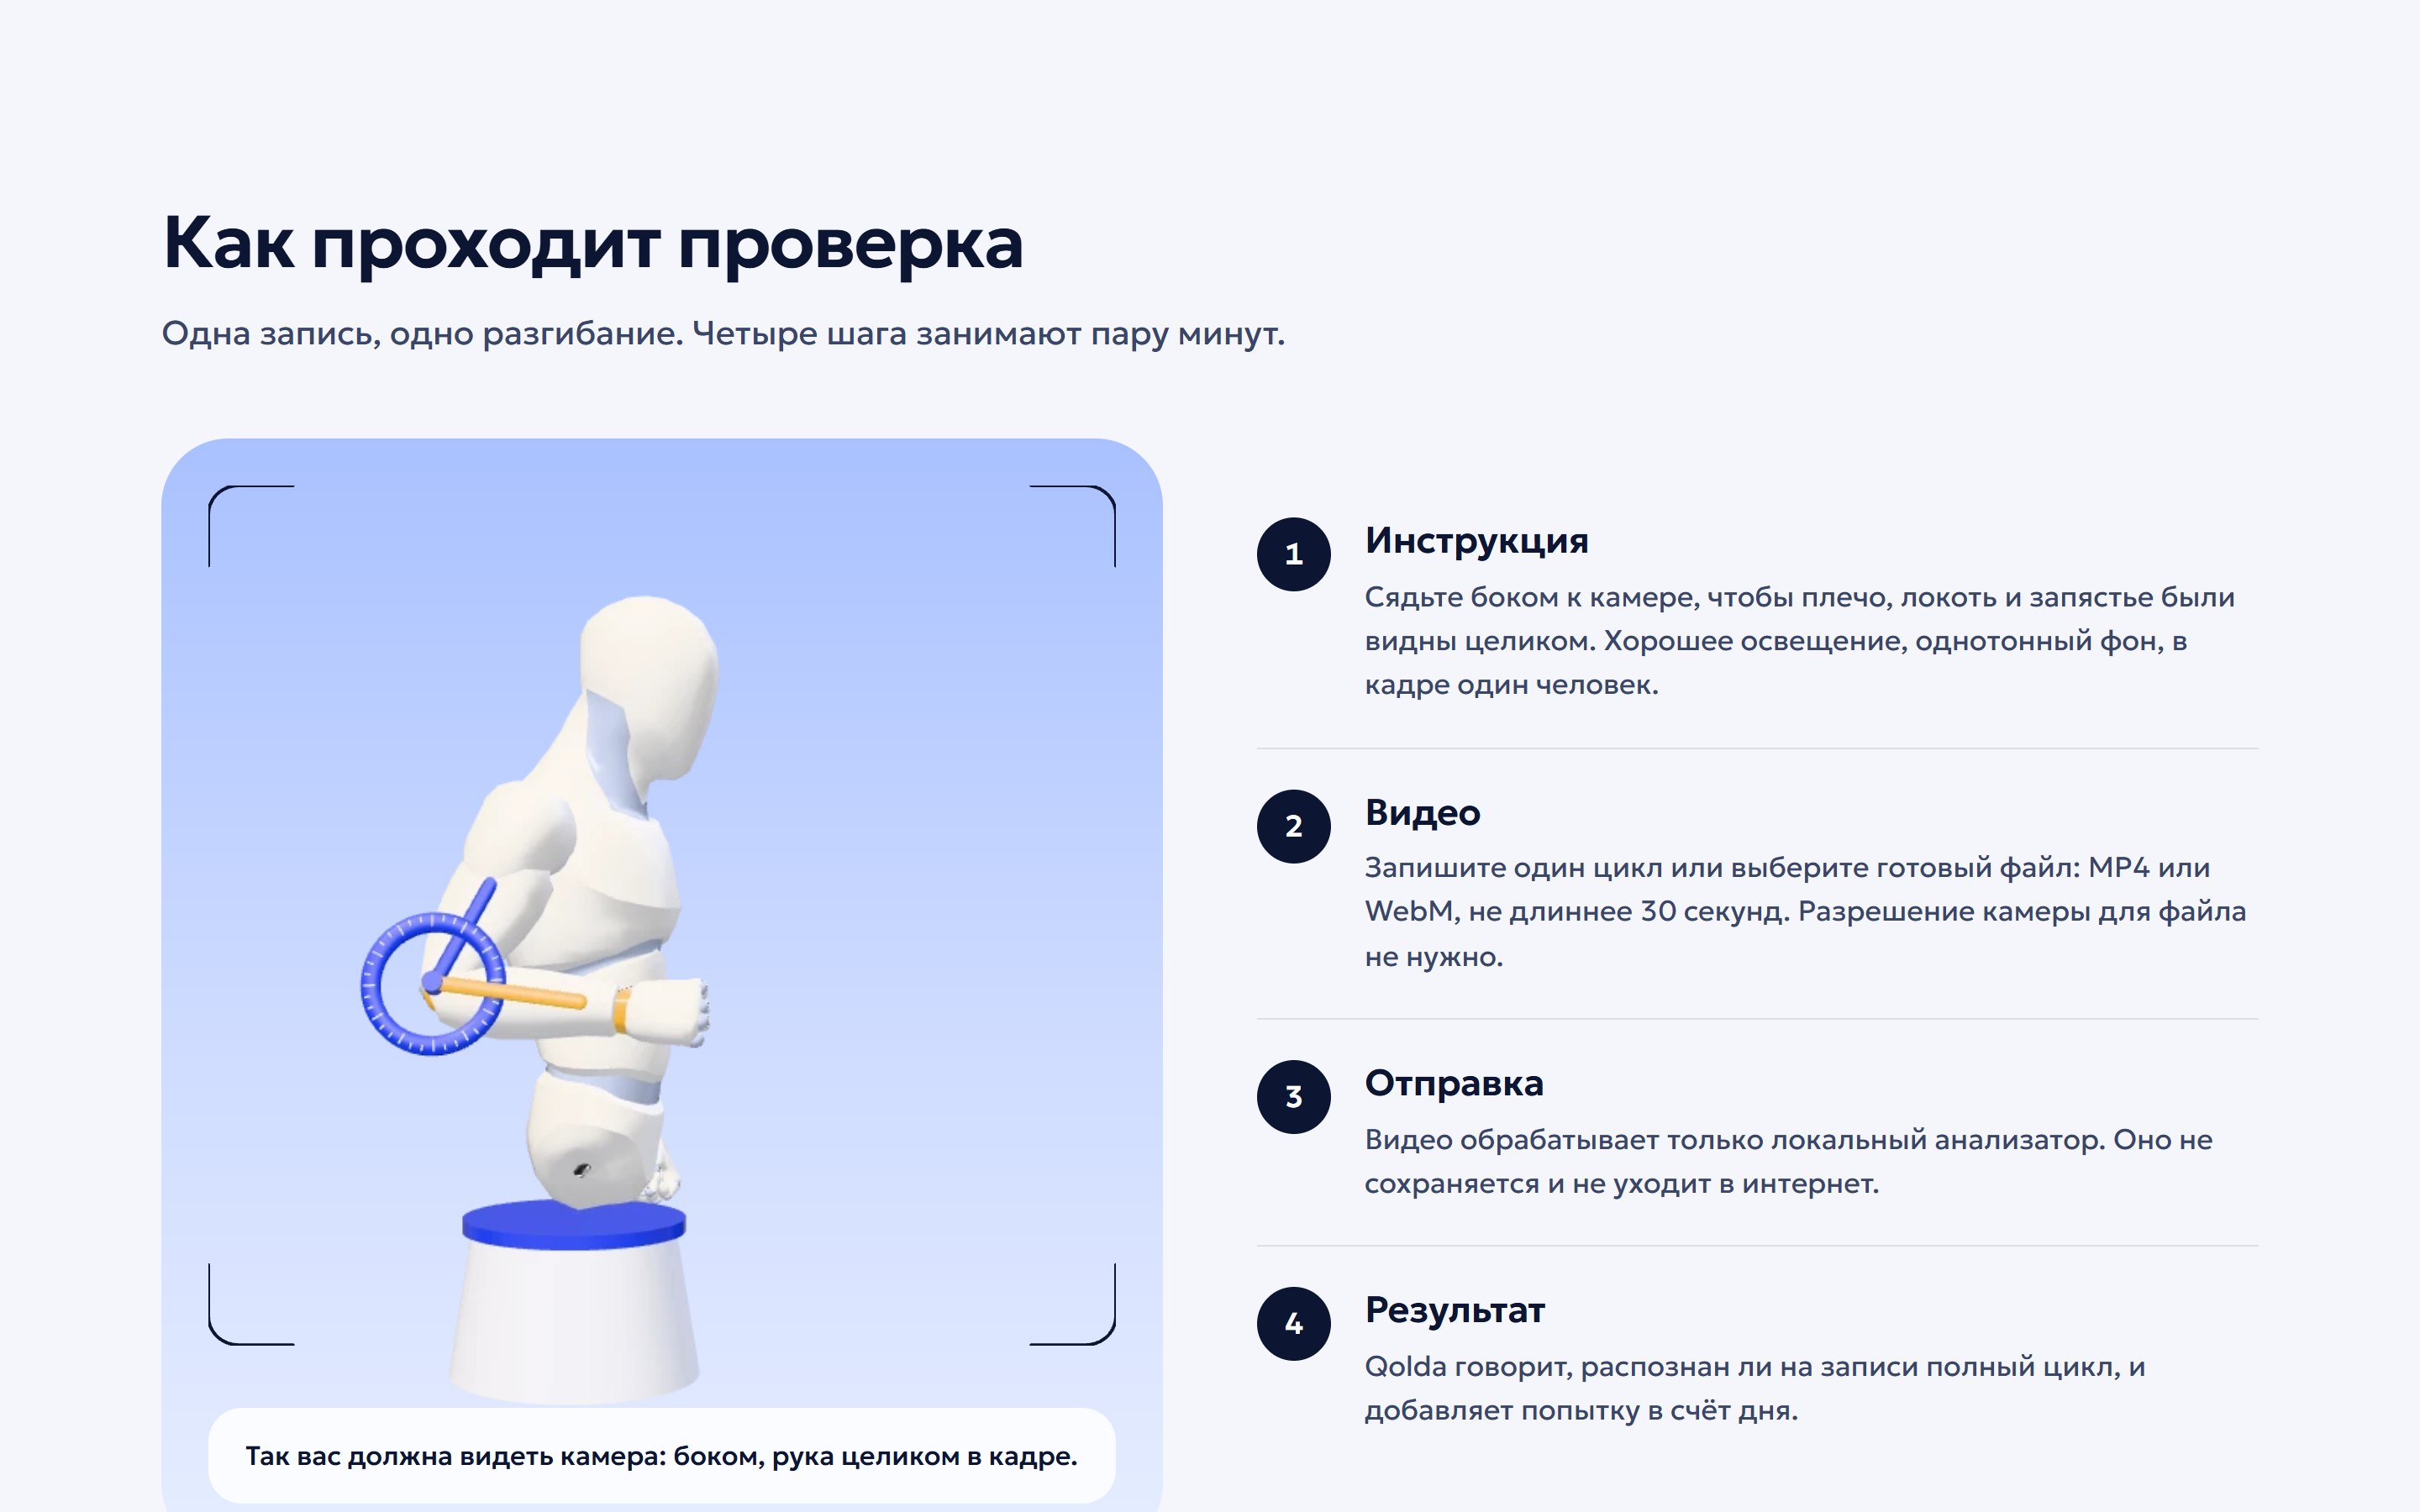 Как проходит проверка
Одна запись, одно разгибание. Четыре шага занимают пару минут.
Так вас должна видеть камера: боком, рука целиком в кадре.
1
Инструкция
Сядьте боком к камере, чтобы плечо, локоть и запястье были
видны целиком. Хорошее освещение, однотонный фон, в
кадре один человек.
2
Видео
Запишите один цикл или выберите готовый файл: MP4 или
WebM, не длиннее 30 секунд. Разрешение камеры для файла
не нужно.
3
Отправка
Видео обрабатывает только локальный анализатор. Оно не
сохраняется и не уходит в интернет.
4
Результат
Qolda говорит, распознан ли на записи полный цикл, и
добавляет попытку в счёт дня.